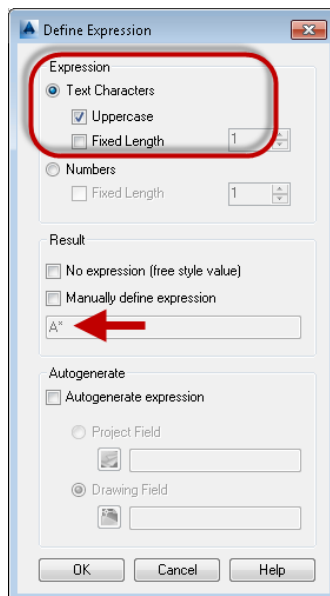 Define Expression
Expression
Text Characters
Uppercase
Fixed Length 1
Numbers
Fixed Length 1
Result
No expression (free style value)
Manually define expression
A*
Autogenerate
Autogenerate expression
Project Field
Drawing Field
OK Cancel Help